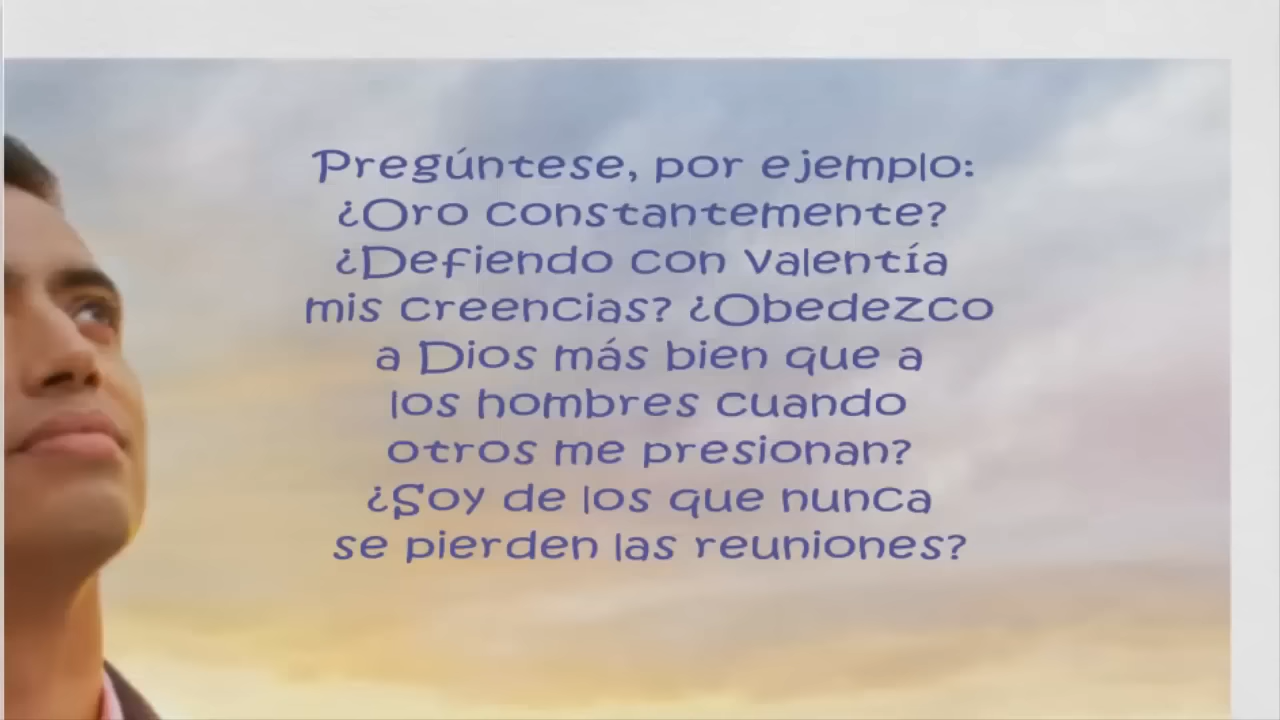 Pregúntese, por ejemplo:
¿Oro constantemente?
¿Defiendo con valentía
mis creencias? ¿Obedezco
a Dios más bien que a
los hombres cuando
otros me presionan?
¿Soy de los que nunca
se pierden las reuniones?